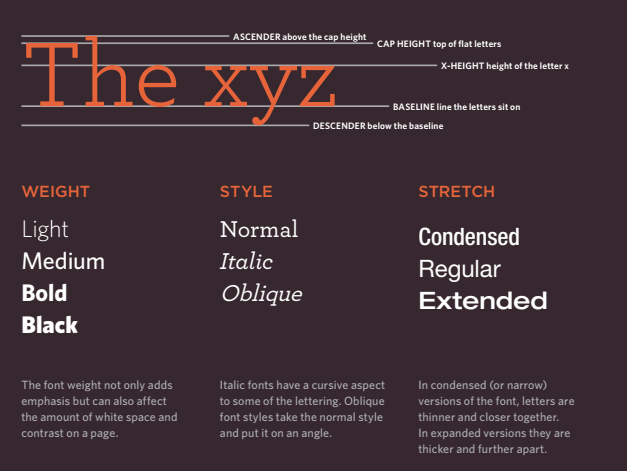 ASCENDER above the cap height
CAP HEIGHT top of flat letters
The xyz
X-HEIGHT height of the letter x
BASELINE line the letters sit on
DESCENDER below the baseline
WEIGHT
Light
Medium
Bold
Black
The font weight not only adds
emphasis but can also affect
the amount of white space and
contrast on a page.
STYLE
Normal
Italic
Oblique
Italic fonts have a cursive aspect
to some of the lettering. Oblique
font styles take the normal style
and put it on an angle.
STRETCH
Condensed
Regular
Extended
In condensed (or narrow)
versions of the font, letters are
thinner and closer together.
In expanded versions they are
thicker and further apart.